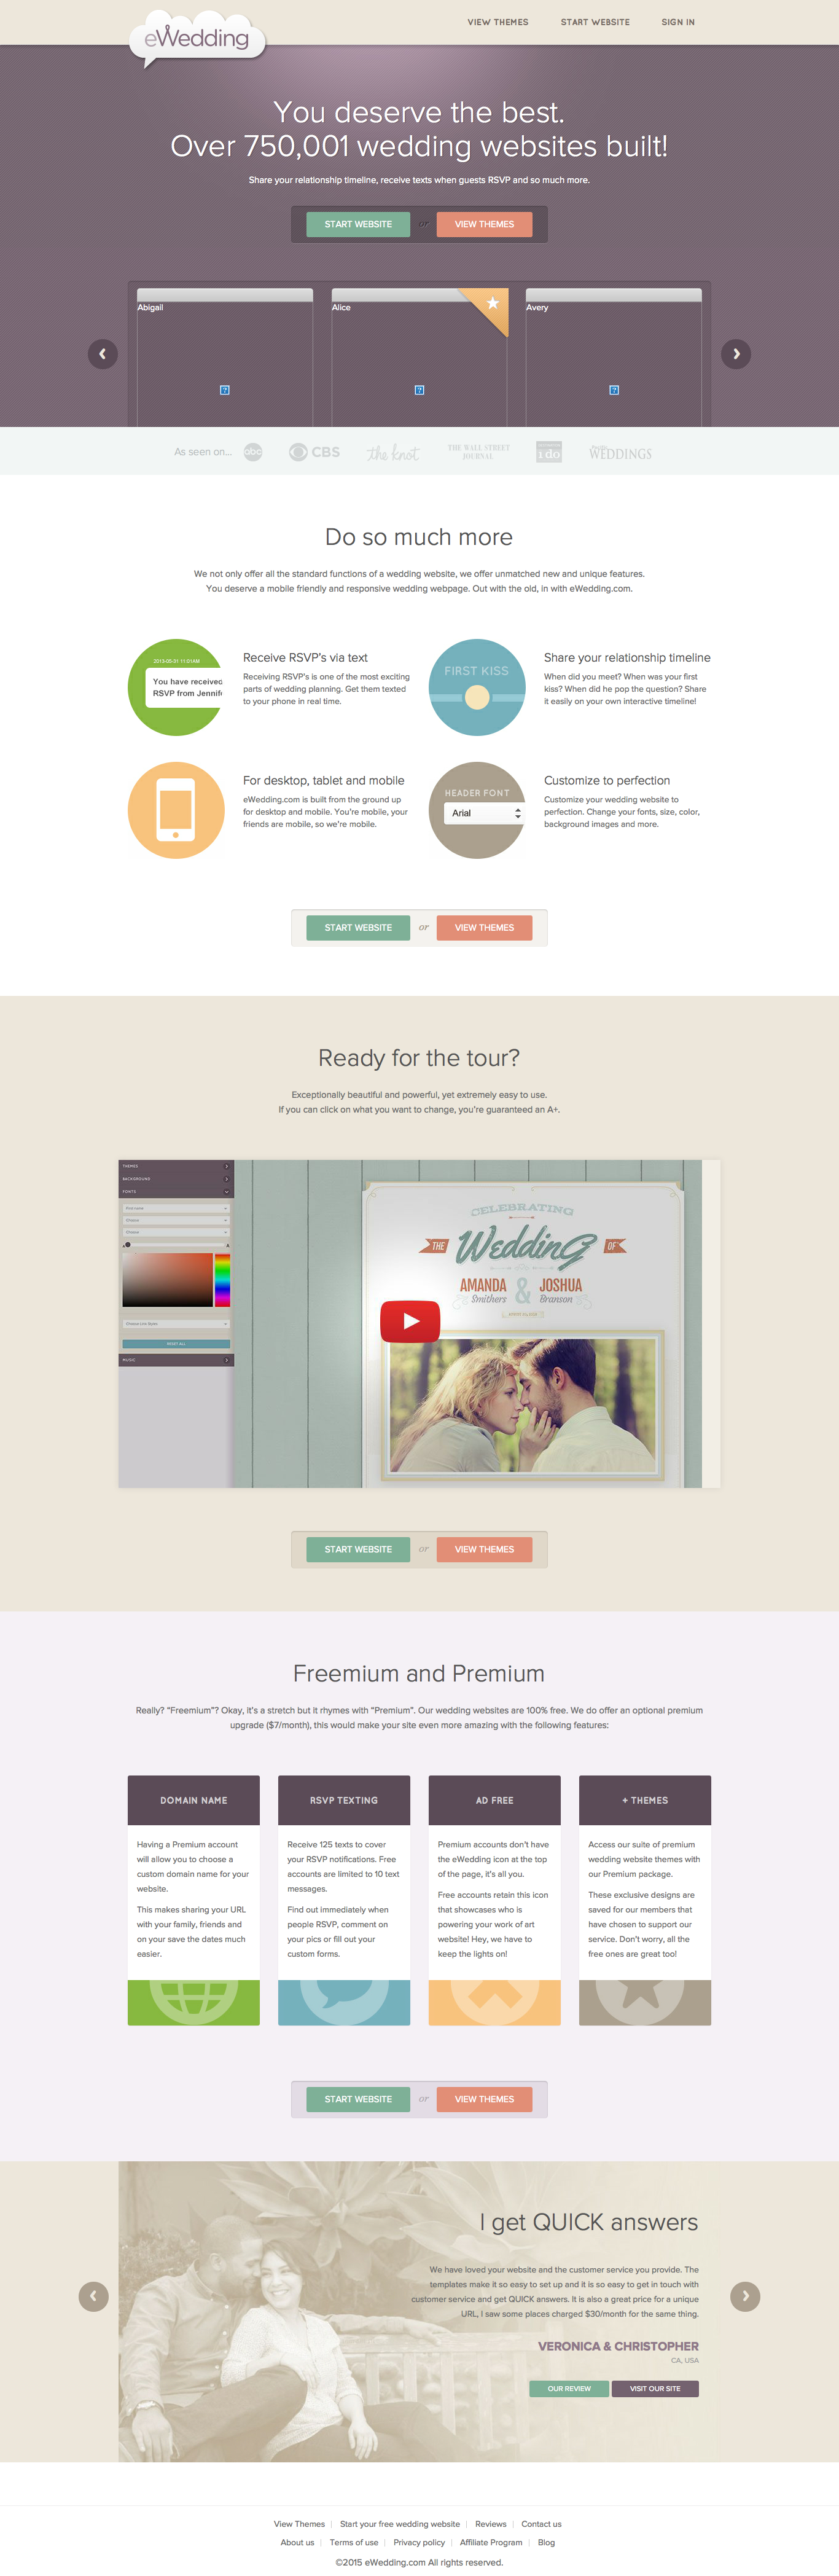 eWedding
VIEW THEMES
START WEBSITE
SIGN IN
You deserve the best.
Over 750,001 wedding websites built!
Share your relationship timeline, receive texts when guests RSVP and so much more.
START WEBSITE
or
VIEW THEMES
Abigail
Alice
Avery
As seen on...
abc
CBS
the knot
THE WALL STREET
JOURNAL
i do
WEDDINGS
Do so much more
We not only offer all the standard functions of a wedding website, we offer unmatched new and unique features.
You deserve a mobile friendly and responsive wedding webpage. Out with the old, in with eWedding.com.
2013-05-31 11:01AM
You have received
RSVP from Jennif
Receive RSVP's via text
Receiving RSVP's is one of the most exciting
parts of wedding planning. Get them texted
to your phone in real time.
FIRST KISS
Share your relationship timeline
When did you meet? When was your first
kiss? When did he pop the question? Share
it easily on your own interactive timeline!
For desktop, tablet and mobile
eWedding.com is built from the ground up
for desktop and mobile. You're mobile, your
friends are mobile, so we're mobile.
HEADER FONT
Arial
Customize to perfection
Customize your wedding website to
perfection. Change your fonts, size, color,
background images and more.
START WEBSITE
or
VIEW THEMES
Ready for the tour?
Exceptionally beautiful and powerful, yet extremely easy to use.
If you can click on what you want to change, you're guaranteed an A+.
THEMES
BACKGROUND
FONTS
First name
Choose
Choose
A
A
Choose Link Styles
RESET ALL
MUSIC
CELEBRATING
THE
Wedding
OF
AMANDA
&
JOSHUA
Smithers
Branson
START WEBSITE
or
VIEW THEMES
Freemium and Premium
Really? “Freemium”? Okay, it's a stretch but it rhymes with “Premium”. Our wedding websites are 100% free. We do offer an optional premium
upgrade ($7/month), this would make your site even more amazing with the following features:
DOMAIN NAME
Having a Premium account
will allow you to choose a
custom domain name for your
website.
This makes sharing your URL
with your family, friends and
on your save the dates much
easier.
RSVP TEXTING
Receive 125 texts to cover
your RSVP notifications. Free
accounts are limited to 10 text
messages.
Find out immediately when
people RSVP, comment on
your pics or fill out your
custom forms.
AD FREE
Premium accounts don't have
the eWedding icon at the top
of the page, it's all you.
Free accounts retain this icon
that showcases who is
powering your work of art
website! Hey, we have to
keep the lights on!
+ THEMES
Access our suite of premium
wedding website themes with
our Premium package.
These exclusive designs are
saved for our members that
have chosen to support our
service. Don't worry, all the
free ones are great too!
START WEBSITE
or
VIEW THEMES
I get QUICK answers
We have loved your website and the customer service you provide. The
templates make it so easy to set up and it is so easy to get in touch with
customer service and get QUICK answers. It is also a great price for a unique
URL, I saw some places charged $30/month for the same thing.
VERONICA & CHRISTOPHER
CA, USA
OUR REVIEW
VISIT OUR SITE
View Themes | Start your free wedding website | Reviews | Contact us
About us | Terms of use | Privacy policy | Affiliate Program | Blog
©2015 eWedding.com All rights reserved.